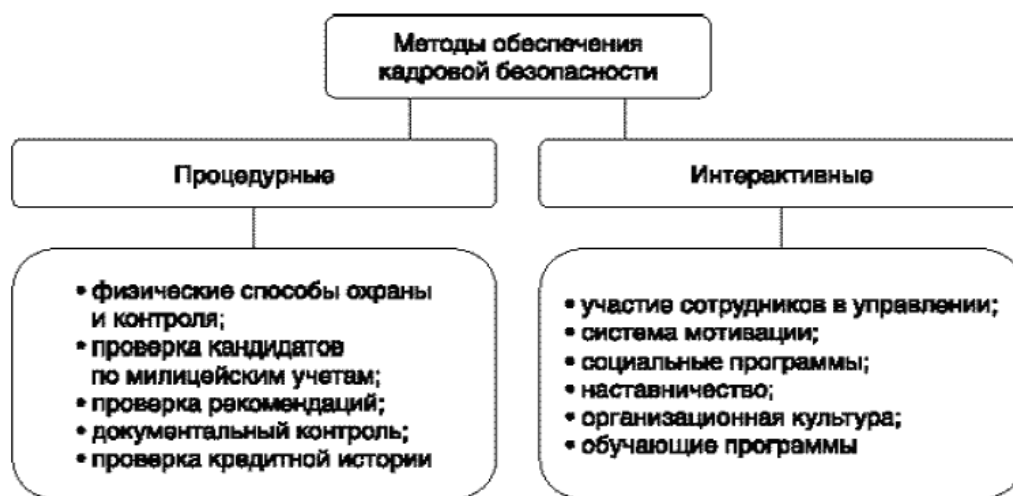 Методы обеспечения
кадровой безопасности
Процедурные
Интерактивные
• физические способы охраны
и контроля;
• проверка кандидатов
по милицейским учетам;
• проверка рекомендаций;
• документальный контроль;
• проверка кредитной истории
• участие сотрудников в управлении;
• система мотивации;
• социальные программы;
• наставничество;
• организационная культура;
• обучающие программы